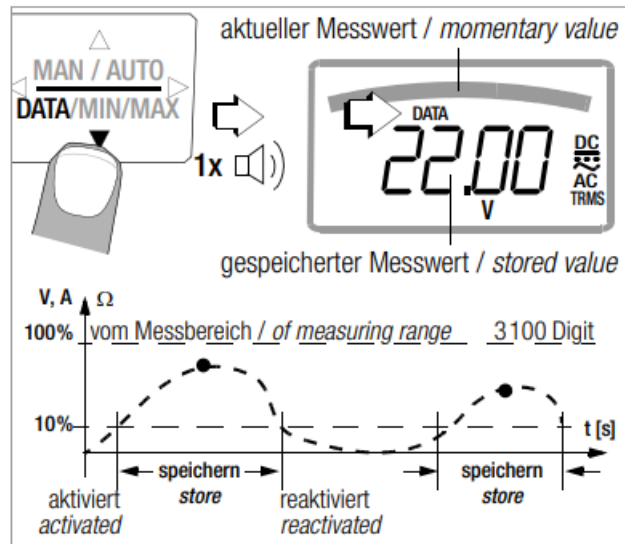 aktueller Messwert / momentary value
MAN / AUTO
DATA/MIN/MAX
1x
DATA
22.00
V
DC
AC
TRMS
gespeicherter Messwert / stored value
V, A Ω
100% vom Messbereich / of measuring range 3100 Digit
10%
t [s]
speichern
store
speichern
store
aktiviert
activated
reaktiviert
reactivated